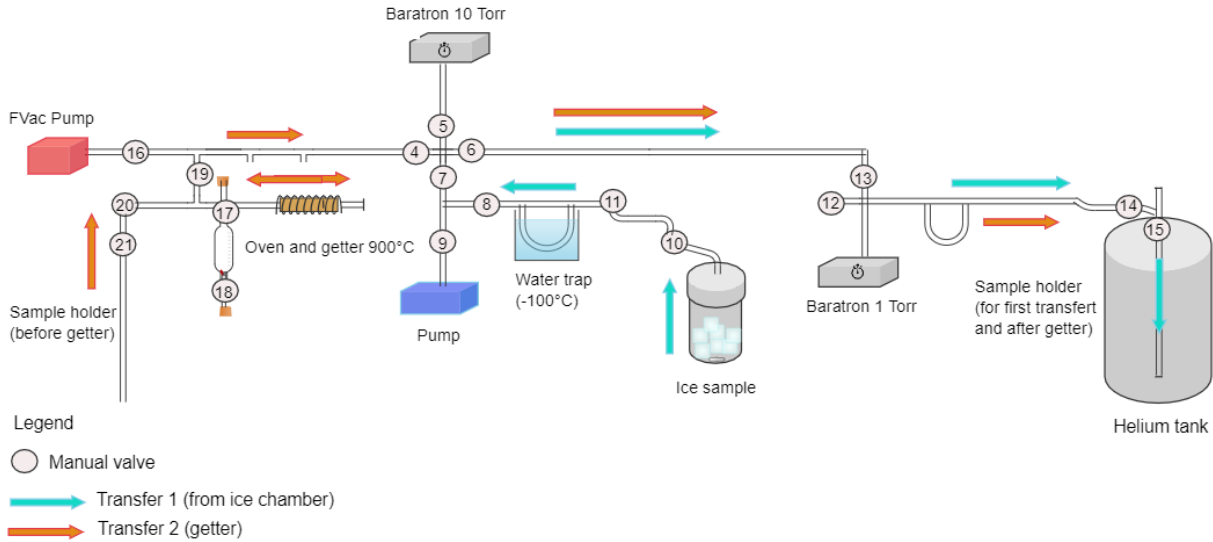 Baratron 10 Torr
FVac Pump
5
16
4
6
19
7
13
20
17
8
11
12
14
15
21
9
10
Oven and getter 900°C
18
Water trap
(-100°C)
Sample holder
(before getter)
Pump
Baratron 1 Torr
Sample holder
(for first transfert
and after getter)
Ice sample
Helium tank
Legend
Manual valve
Transfer 1 (from ice chamber)
Transfer 2 (getter)